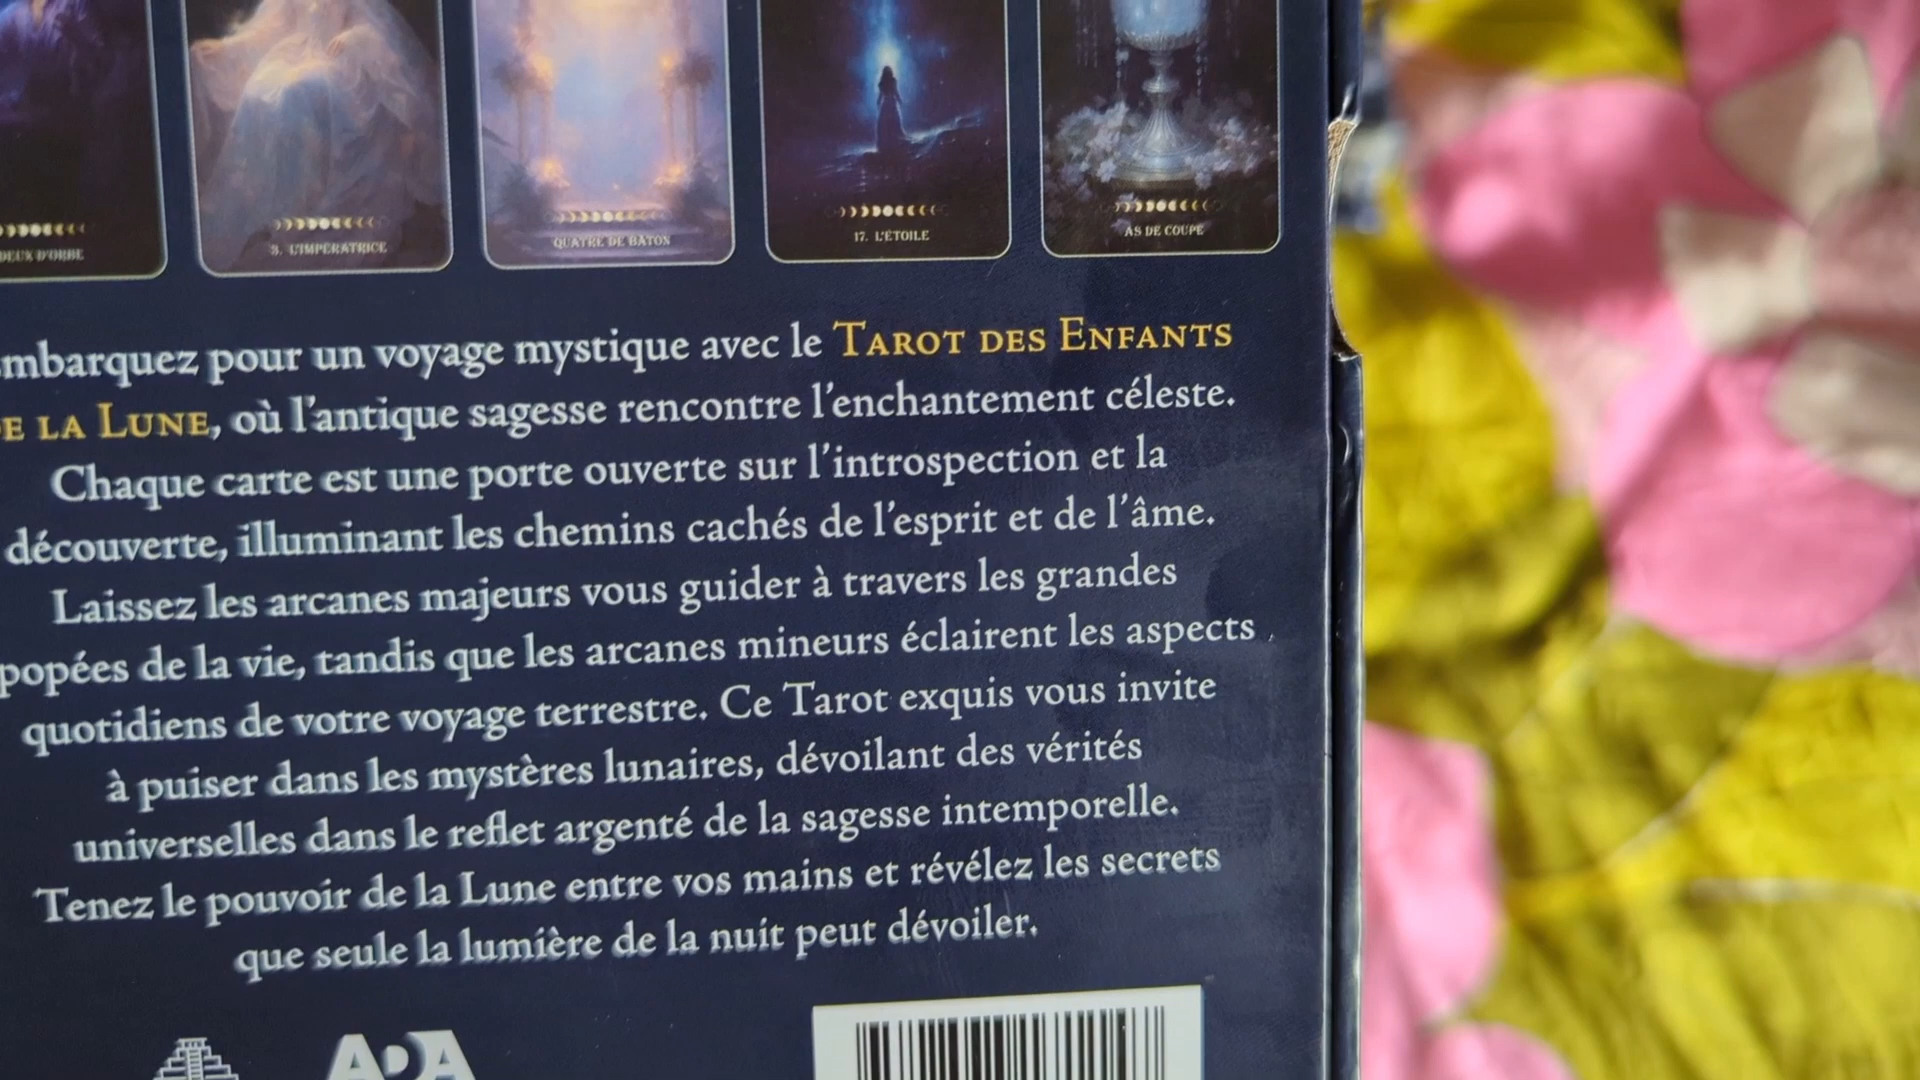 DEUX D'ORBE
3. L'IMPÉRATRICE
QUATRE DE BÂTON
17. L'ÉTOILE
AS DE COUPE
mbarquez pour un voyage mystique avec le TAROT DES ENFANTS
E LA LUNE, où l'antique sagesse rencontre l'enchantement céleste.
Chaque carte est une porte ouverte sur l'introspection et la
découverte, illuminant les chemins cachés de l'esprit et de l'âme.
Laissez les arcanes majeurs vous guider à travers les grandes
popées de la vie, tandis que les arcanes mineurs éclairent les aspects
quotidiens de votre voyage terrestre. Ce Tarot exquis vous invite
à puiser dans les mystères lunaires, dévoilant des vérités
universelles dans le reflet argenté de la sagesse intemporelle.
Tenez le pouvoir de la Lune entre vos mains et révélez les secrets
que seule la lumière de la nuit peut dévoiler.
ADA